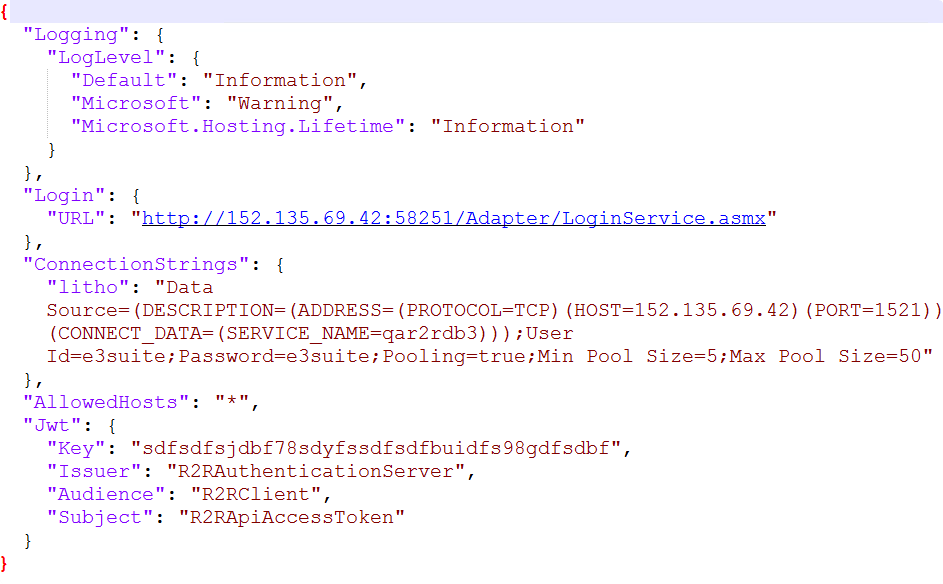 {
  "Logging": {
    "LogLevel": {
      "Default": "Information",
      "Microsoft": "Warning",
      "Microsoft.Hosting.Lifetime": "Information"
    }
  },
  "Login": {
    "URL": "http://152.135.69.42:58251/Adapter/LoginService.asmx"
  },
  "ConnectionStrings": {
    "litho": "Data
    Source=(DESCRIPTION=(ADDRESS=(PROTOCOL=TCP)(HOST=152.135.69.42)(PORT=1521))
    (CONNECT_DATA=(SERVICE_NAME=qar2rdb3)));User
    Id=e3suite;Password=e3suite;Pooling=true;Min Pool Size=5;Max Pool Size=50"
  },
  "AllowedHosts": "*",
  "Jwt": {
    "Key": "sdfsdfsjdbf78sdyfssdfsdfbuidfs98gdfsdbf",
    "Issuer": "R2RAuthenticationServer",
    "Audience": "R2RClient",
    "Subject": "R2RApiAccessToken"
  }
}